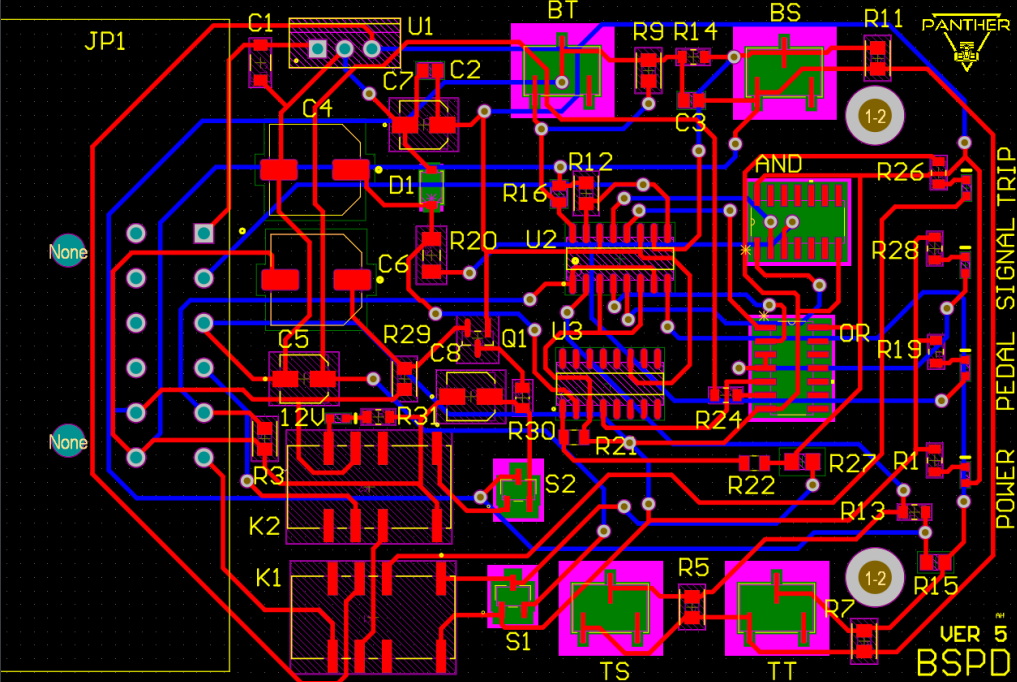 BT
BS
C1
U1
R9
R14
R11
PANTHER
JP1
C7
C2
C3
1-2
C4
D1
R12
R16
AND
R26
SIGNAL TRIP
U2
R20
C6
R28
None
U3
Q1
OR
C5
R29
C8
R19
PEDAL
12V
R31
R30
R24
None
R3
R21
R22
R27
R1
S2
POWER
K2
R13
K1
R5
1-2
R15
S1
R7
VER 5
TS
TT
BSPD